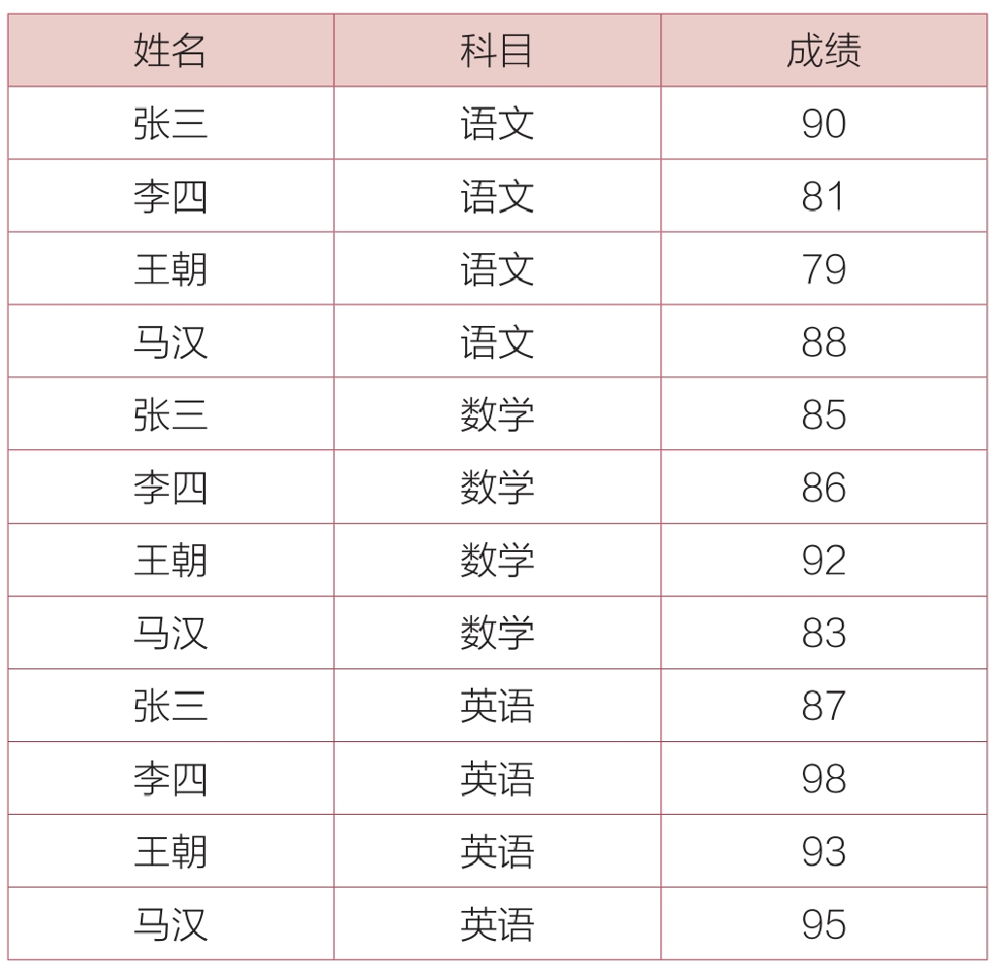 姓名 科目 成绩
张三 语文 90
李四 语文 81
王朝 语文 79
马汉 语文 88
张三 数学 85
李四 数学 86
王朝 数学 92
马汉 数学 83
张三 英语 87
李四 英语 98
王朝 英语 93
马汉 英语 95